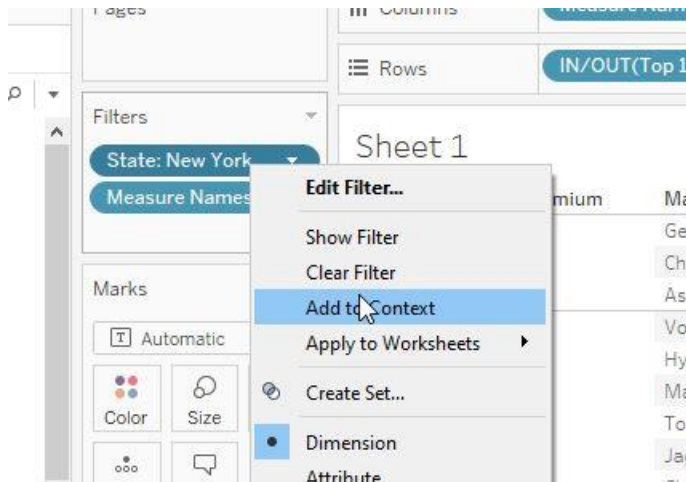 Pages
Columns
Measure Nam
Rows
IN/OUT(Top 1
Filters
State: New York
Measure Names
Sheet 1
Edit Filter...
Show Filter
Clear Filter
Add to Context
Apply to Worksheets
Create Set...
Dimension
Attribute
mium
Ma
Ge
Ch
As
Vo
Hy
Ma
To
Ja
Marks
T Automatic
Color
Size